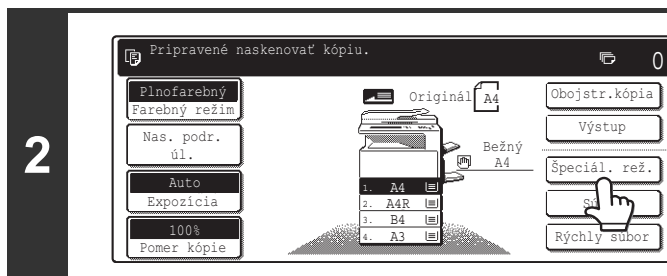 2
Pripravené naskenovať kópiu.
0
Plnofarebný
Farebný režim
Nas. podr.
úl.
Auto
Expozícia
100%
Pomer kópie
Originál
A4
Bežný
A4
1. A4
2. A4R
3. B4
4. A3
Obojstr.kópia
Výstup
Špeciál. rež.
Rýchly súbor